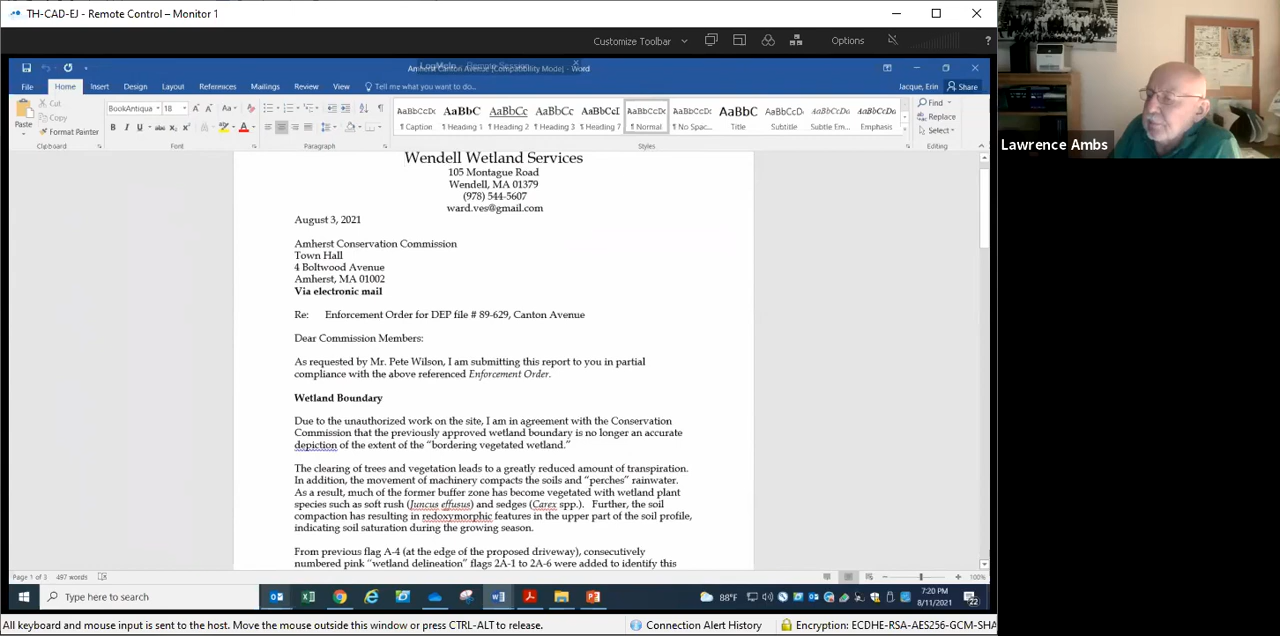 TH-CAD-EJ - Remote Control – Monitor 1
Customize Toolbar
Options
?
Amherst Canton Avenue [Compatibility Mode] - Word
File Home Insert Design Layout References Mailings Review View Tell me what you want to do... Jacque, Erin Share
Cut
Copy
Paste
Format Painter
Clipboard
BookAntiqua 18
Font
Paragraph
AaBbCcDc AaBbC AaBbCc AaBbCc AaBbCcI AaBbCcDc AaBbCcDc AaBbC AaBbCcD AaBbCcDc AaBbCcDc
¶ Caption ¶ Heading 1 ¶ Heading 2 ¶ Heading 3 ¶ Heading 7 ¶ Normal ¶ No Spac... Title Subtitle Subtle Em... Emphasis
Styles
Find
Replace
Select
Editing
Wendell Wetland Services
105 Montague Road
Wendell, MA 01379
(978) 544-5607
ward.ves@gmail.com
August 3, 2021
Amherst Conservation Commission
Town Hall
4 Boltwood Avenue
Amherst, MA 01002
Via electronic mail
Re: Enforcement Order for DEP file # 89-629, Canton Avenue
Dear Commission Members:
As requested by Mr. Pete Wilson, I am submitting this report to you in partial
compliance with the above referenced Enforcement Order.
Wetland Boundary
Due to the unauthorized work on the site, I am in agreement with the Conservation
Commission that the previously approved wetland boundary is no longer an accurate
depiction of the extent of the “bordering vegetated wetland.”
The clearing of trees and vegetation leads to a greatly reduced amount of transpiration.
In addition, the movement of machinery compacts the soils and “perches” rainwater.
As a result, much of the former buffer zone has become vegetated with wetland plant
species such as soft rush (Juncus effusus) and sedges (Carex spp.). Further, the soil
compaction has resulting in redoxymorphic features in the upper part of the soil profile,
indicating soil saturation during the growing season.
From previous flag A-4 (at the edge of the proposed driveway), consecutively
numbered pink “wetland delineation” flags 2A-1 to 2A-6 were added to identify this
Page 1 of 3 497 words
100%
Type here to search
88°F
7:20 PM
8/11/2021
22
All keyboard and mouse input is sent to the host. Move the mouse outside this window or press CTRL-ALT to release.
Connection Alert History
Encryption: ECDHE-RSA-AES256-GCM-SHA
Lawrence Ambs